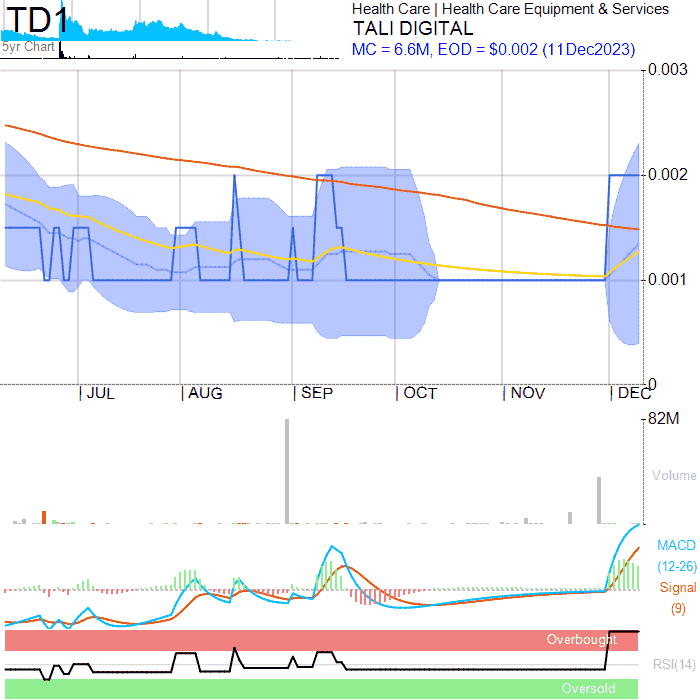 TD1
5yr Chart
Health Care | Health Care Equipment & Services
TALI DIGITAL
MC = 6.6M, EOD = $0.002 (11Dec2023)
0.003
0.002
0.001
0
JUL AUG SEP OCT NOV DEC
82M
Volume
MACD
(12-26)
Signal
(9)
Overbought
RSI(14)
Oversold